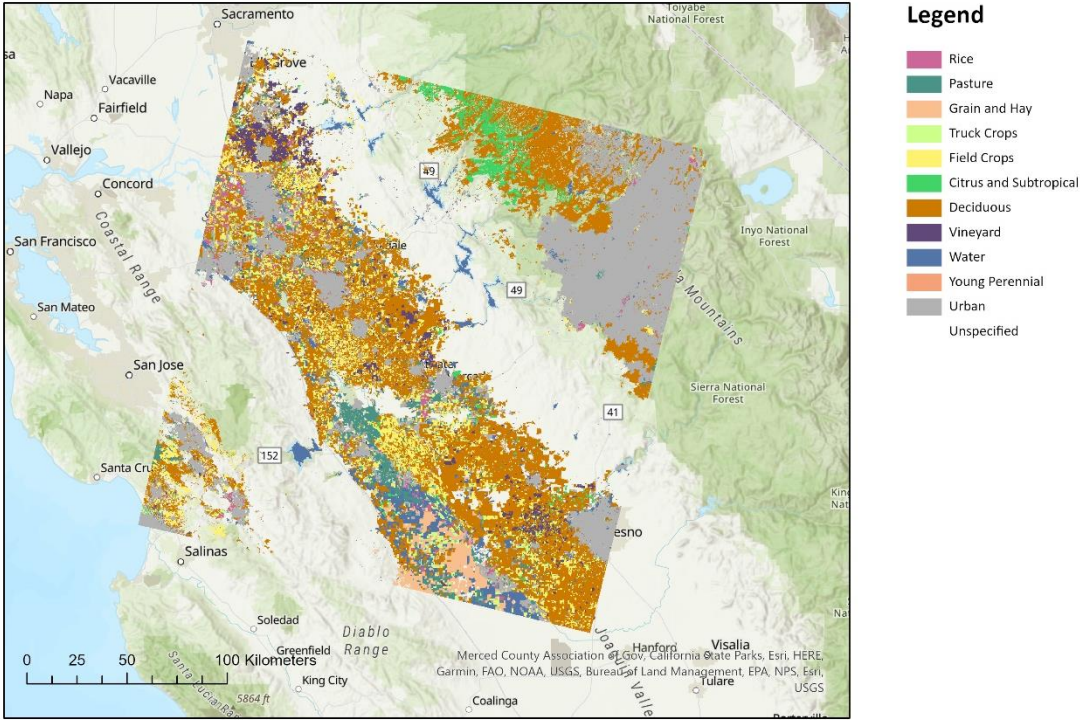 Sacramento
Toiyabe
National Forest
Grove
Vacaville
Napa
Fairfield
Vallejo
Concord
49
San Francisco
Coastal Range
Inyo National
Forest
San Mateo
49
Mountains
San Jose
Sierra National
Forest
41
152
Santa Cru
esno
Salinas
Soledad
Diablo
Range
Greenfield
King City
5864 ft
Coalinga
Hanford
Visalia
Tulare
Joaquin Valle
0 25 50 100 Kilometers
Merced County Association of Gov, California State Parks, Esri, HERE,
Garmin, FAO, NOAA, USGS, Bureau of Land Management, EPA, NPS, Esri,
USGS
Legend
Rice
Pasture
Grain and Hay
Truck Crops
Field Crops
Citrus and Subtropical
Deciduous
Vineyard
Water
Young Perennial
Urban
Unspecified